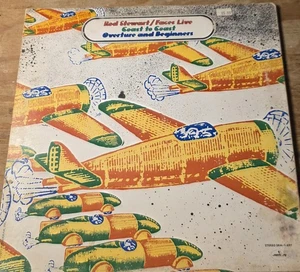 Rod Stewart/Faces Live
Coast to Coast
Overture and Beginners